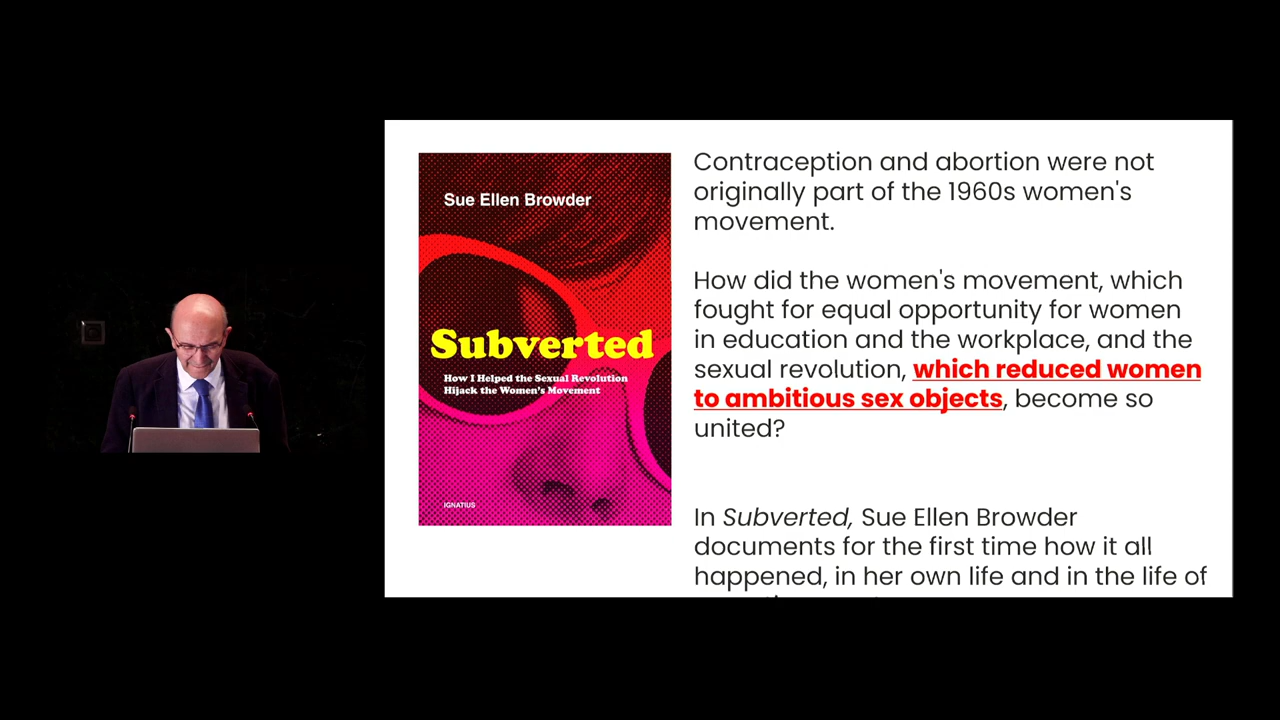 Sue Ellen Browder
Subverted
How I Helped the Sexual Revolution
Hijack the Women's Movement
IGNATIUS
Contraception and abortion were not
originally part of the 1960s women's
movement.
How did the women's movement, which
fought for equal opportunity for women
in education and the workplace, and the
sexual revolution, which reduced women
to ambitious sex objects, become so
united?
In Subverted, Sue Ellen Browder
documents for the first time how it all
happened, in her own life and in the life of